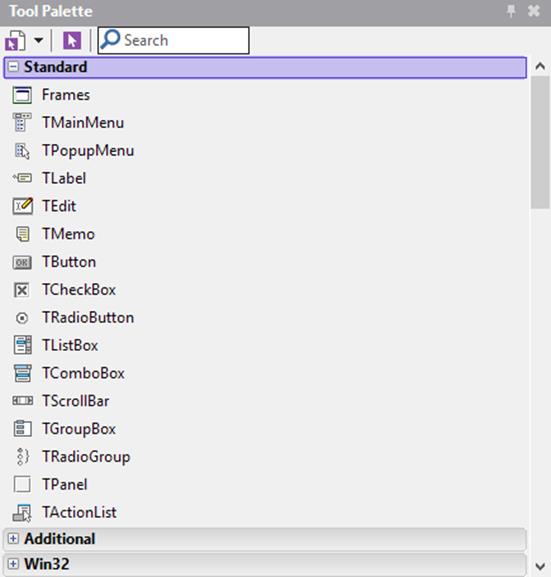 Tool Palette
Search
Standard
Frames
TMainMenu
TPopupMenu
TLabel
TEdit
TMemo
TButton
TCheckBox
TRadioButton
TListBox
TComboBox
TScrollBar
TGroupBox
TRadioGroup
TPanel
TActionList
Additional
Win32